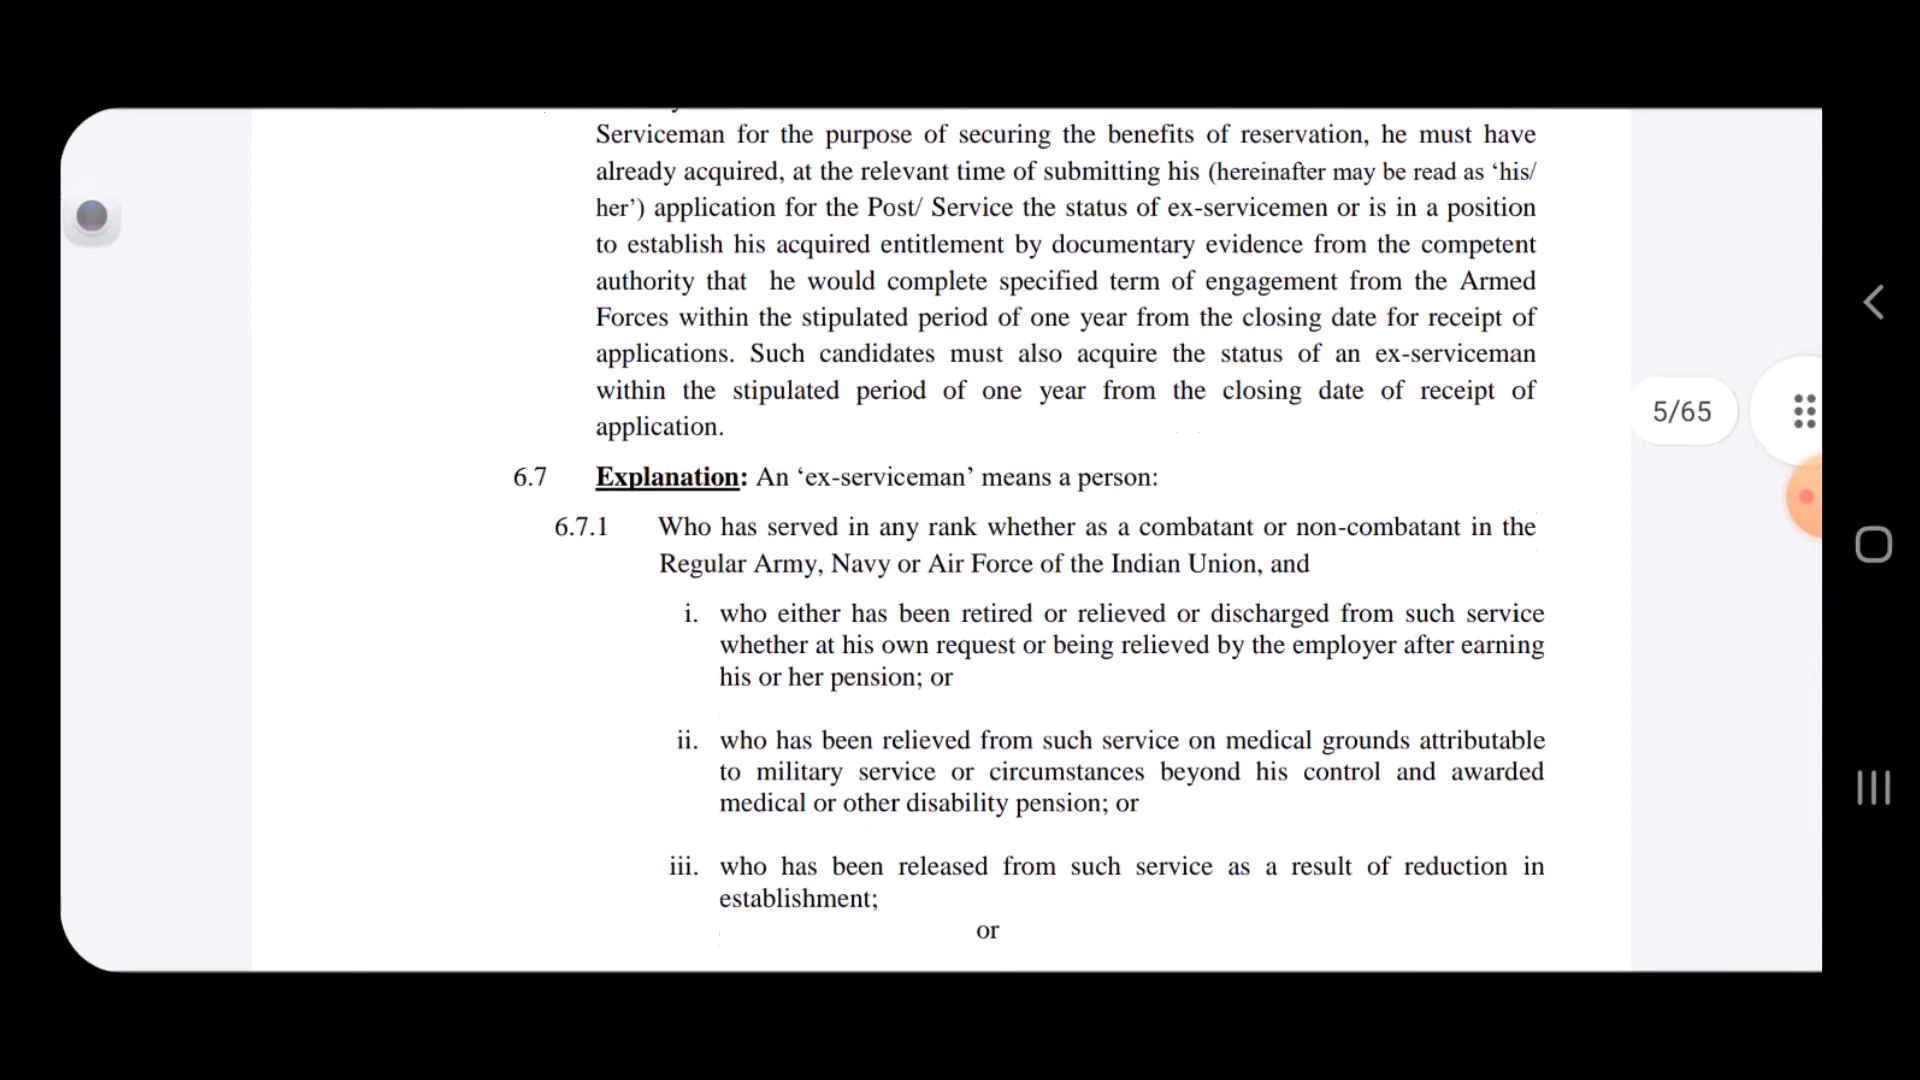 Serviceman for the purpose of securing the benefits of reservation, he must have
already acquired, at the relevant time of submitting his (hereinafter may be read as ‘his/
her’) application for the Post/ Service the status of ex-servicemen or is in a position
to establish his acquired entitlement by documentary evidence from the competent
authority that he would complete specified term of engagement from the Armed
Forces within the stipulated period of one year from the closing date for receipt of
applications. Such candidates must also acquire the status of an ex-serviceman
within the stipulated period of one year from the closing date of receipt of
application.
5/65
6.7 Explanation: An ‘ex-serviceman’ means a person:
6.7.1 Who has served in any rank whether as a combatant or non-combatant in the
Regular Army, Navy or Air Force of the Indian Union, and
i. who either has been retired or relieved or discharged from such service
whether at his own request or being relieved by the employer after earning
his or her pension; or
ii. who has been relieved from such service on medical grounds attributable
to military service or circumstances beyond his control and awarded
medical or other disability pension; or
iii. who has been released from such service as a result of reduction in
establishment;
or